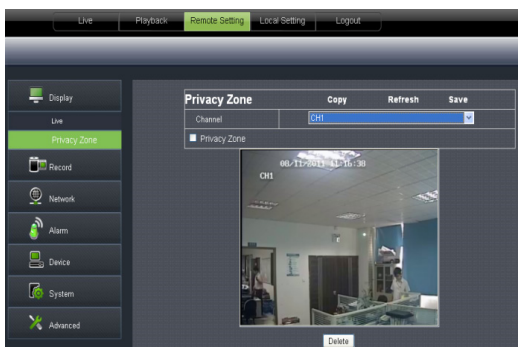 Live Playback Remote Setting Local Setting Logout
Display
Live
Privacy Zone
Record
Network
Alarm
Device
System
Advanced
Privacy Zone Copy Refresh Save
Channel CH1
Privacy Zone
CH1
Delete